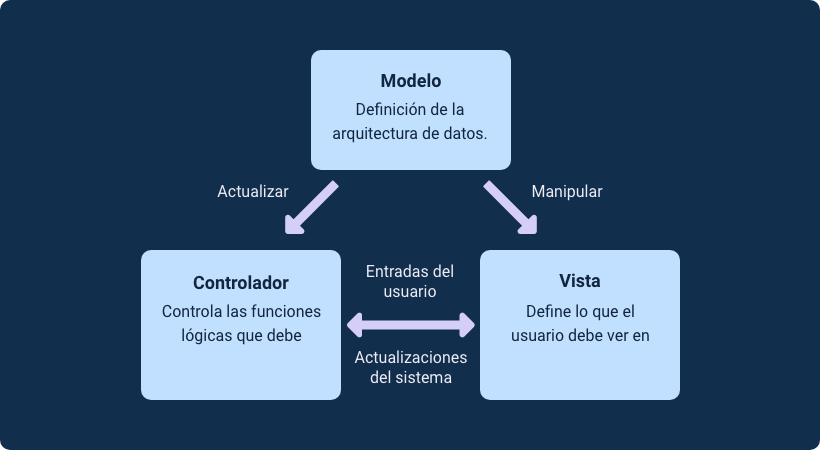 Modelo
Definición de la
arquitectura de datos.
Actualizar
Manipular
Controlador
Controla las funciones
lógicas que debe
Entradas del
usuario
Actualizaciones
del sistema
Vista
Define lo que el
usuario debe ver en